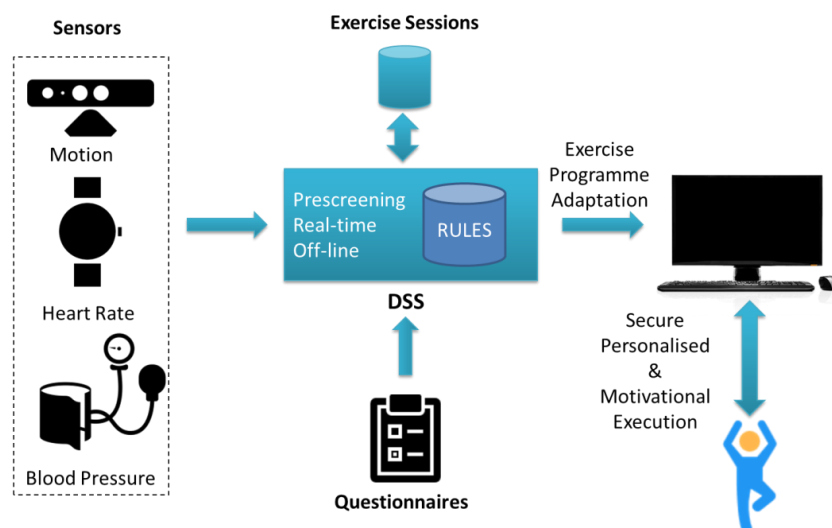 Sensors
Motion
Heart Rate
Blood Pressure
Exercise Sessions
Prescreening
Real-time
Off-line
RULES
DSS
Questionnaires
Exercise
Programme
Adaptation
Secure
Personalised
&
Motivational
Execution